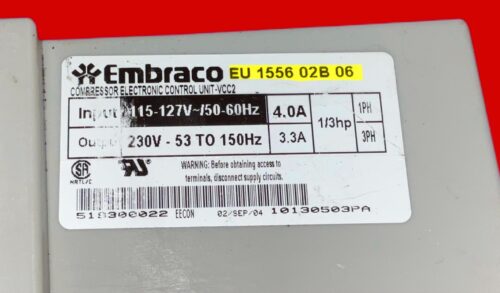 Embraco EU 1556 02B 06
COMPRESSOR ELECTRONIC CONTROL UNIT-VCC2
Input 115-127V~/50-60Hz 4.0A 1/3hp 1PH
Output 230V - 53 TO 150Hz 3.3A 3PH
SA NRTL/C
WARNING: Before obtaining access to
terminals, disconnect supply circuits.
518300022 EECON 02/SEP/04 10130503PA